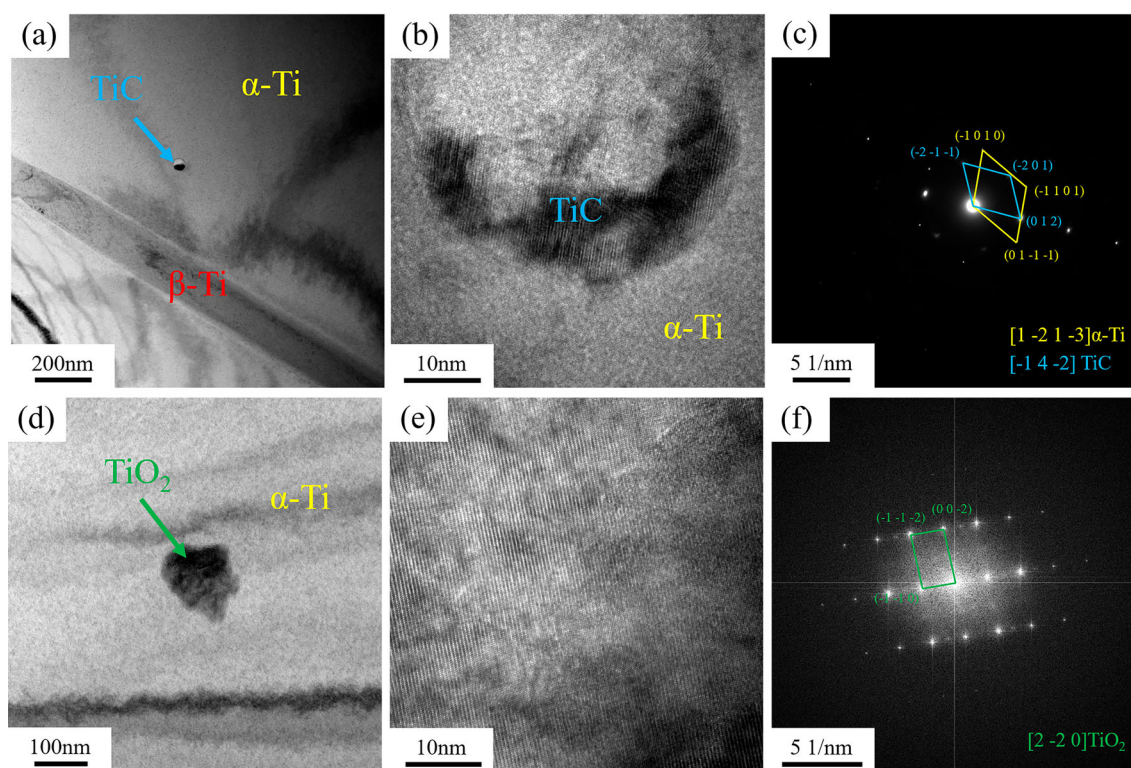 (a)
TiC
α-Ti
β-Ti
200nm
(b)
TiC
α-Ti
10nm
(c)
(-1 0 1 0)
(-2 -1 -1)
(-2 0 1)
(-1 1 0 1)
(0 1 2)
(0 1 -1 -1)
[1 -2 1 -3]α-Ti
[-1 4 -2] TiC
5 1/nm
(d)
TiO₂
α-Ti
100nm
(e)
10nm
(f)
(-1 -1 -2)
(0 0 -2)
[2 -2 0]TiO₂
5 1/nm